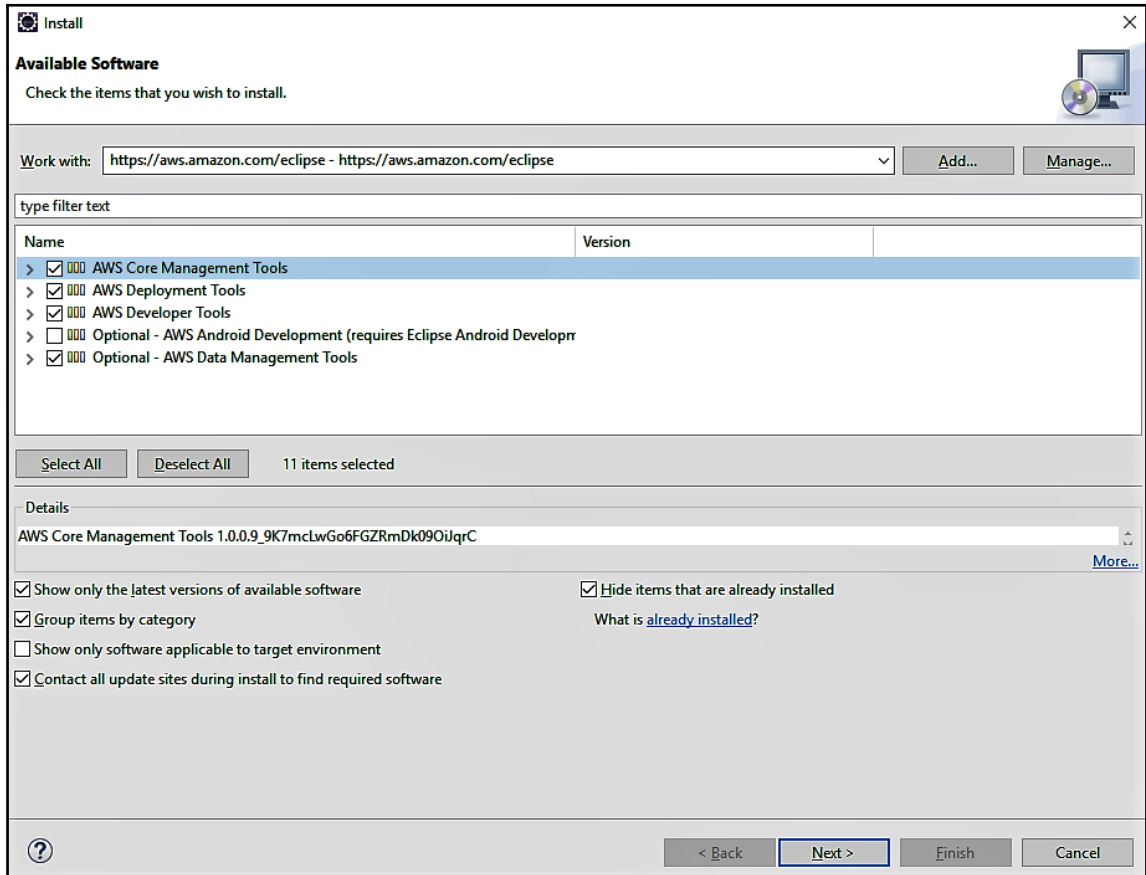 Install
Available Software
Check the items that you wish to install.
Work with: https://aws.amazon.com/eclipse - https://aws.amazon.com/eclipse Add... Manage...
type filter text
Name Version
AWS Core Management Tools
AWS Deployment Tools
AWS Developer Tools
Optional - AWS Android Development (requires Eclipse Android Developm
Optional - AWS Data Management Tools
Select All Deselect All 11 items selected
Details
AWS Core Management Tools 1.0.0.9_9K7mcLwGo6FGZRmDk09OiJqrC
More...
Show only the latest versions of available software Hide items that are already installed
Group items by category What is already installed?
Show only software applicable to target environment
Contact all update sites during install to find required software
? < Back Next > Finish Cancel